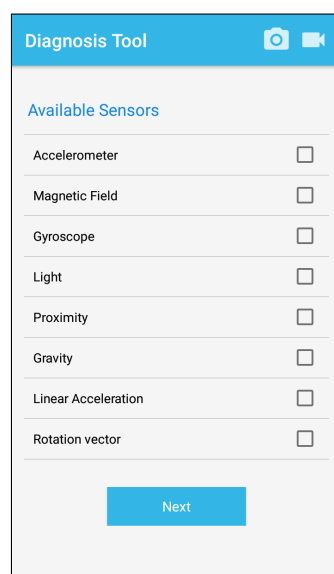 Diagnosis Tool
Available Sensors
Accelerometer
Magnetic Field
Gyroscope
Light
Proximity
Gravity
Linear Acceleration
Rotation vector
Next